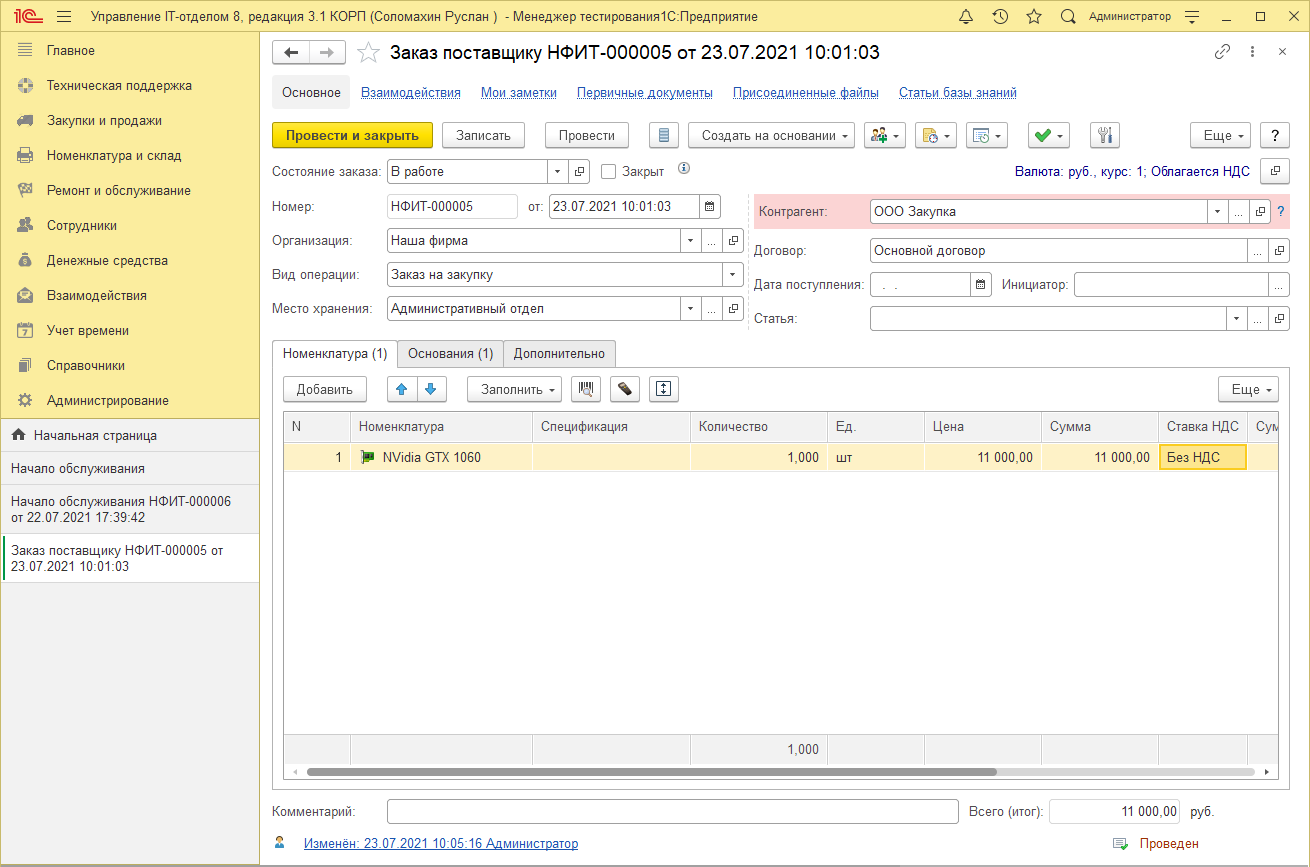 1С Управление IT-отделом 8, редакция 3.1 КОРП (Соломахин Руслан ) - Менеджер тестирования1С:Предприятие Администратор
Главное
Техническая поддержка
Закупки и продажи
Номенклатура и склад
Ремонт и обслуживание
Сотрудники
Денежные средства
Взаимодействия
Учет времени
Справочники
Администрирование
Начальная страница
Начало обслуживания
Начало обслуживания НФИТ-000006
от 22.07.2021 17:39:42
Заказ поставщику НФИТ-000005 от
23.07.2021 10:01:03
Заказ поставщику НФИТ-000005 от 23.07.2021 10:01:03
Основное Взаимодействия Мои заметки Первичные документы Присоединенные файлы Статьи базы знаний
Провести и закрыть Записать Провести Создать на основании Еще ?
Состояние заказа: В работе Закрыт Валюта: руб., курс: 1; Облагается НДС
Номер: НФИТ-000005 от: 23.07.2021 10:01:03 Контрагент: ООО Закупка ... ?
Организация: Наша фирма ... Договор: Основной договор ...
Вид операции: Заказ на закупку Дата поступления: . . Инициатор: ...
Место хранения: Административный отдел ... Статья: ...
Номенклатура (1) Основания (1) Дополнительно
Добавить Заполнить Еще
N Номенклатура Спецификация Количество Ед. Цена Сумма Ставка НДС Сум
1 NVidia GTX 1060 1,000 шт 11 000,00 11 000,00 Без НДС
1,000
Комментарий: Всего (итог): 11 000,00 руб.
Изменён: 23.07.2021 10:05:16 Администратор Проведен